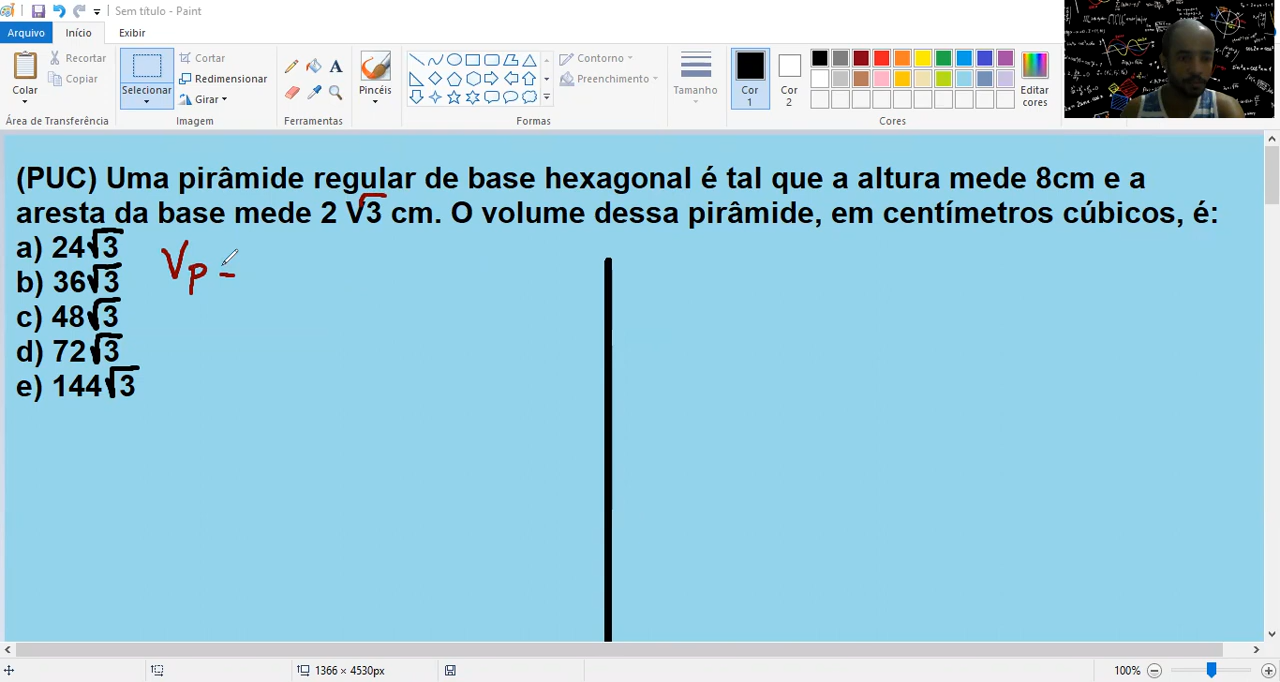 Sem título - Paint
Arquivo Início Exibir
Colar
Recortar
Copiar
Área de Transferência
Selecionar
Redimensionar
Girar
Imagem
A
Ferramentas
Pincéis
Contorno
Preenchimento
Formas
Tamanho
Cor
1
Cor
2
Editar
cores
Cores
(PUC) Uma pirâmide regular de base hexagonal é tal que a altura mede 8cm e a
aresta da base mede 2 √3 cm. O volume dessa pirâmide, em centímetros cúbicos, é:
a) 24√3
b) 36√3
c) 48√3
d) 72√3
e) 144√3
Vp =
1366 × 4530px
100%